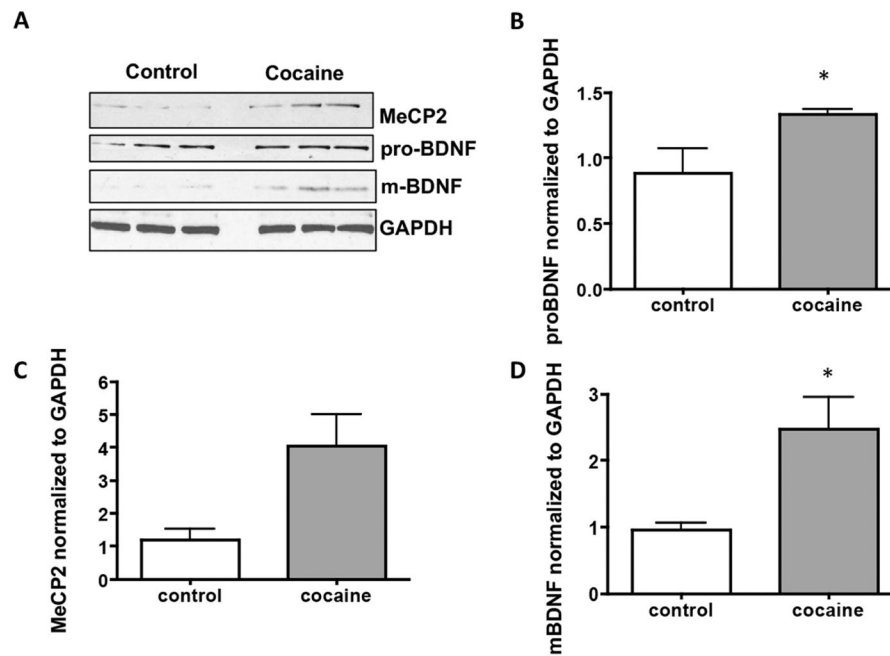 A
Control Cocaine
MeCP2
pro-BDNF
m-BDNF
GAPDH
B
proBDNF normalized to GAPDH
*
1.5
1.0
0.5
0.0
control cocaine
C
MeCP2 normalized to GAPDH
6
5
4
3
2
1
0
control cocaine
D
mBDNF normalized to GAPDH
*
3
2
1
0
control cocaine